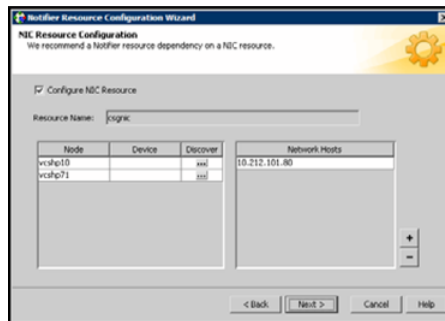 Notifier Resource Configuration Wizard
NIC Resource Configuration
We recommend a Notifier resource dependency on a NIC resource.
Configure NIC Resource
Resource Name: csgnic
Node Device Discover Network Hosts
vcshp10 ... 10.212.101.80
vcshp71 ...
+
-
< Back Next > Cancel Help